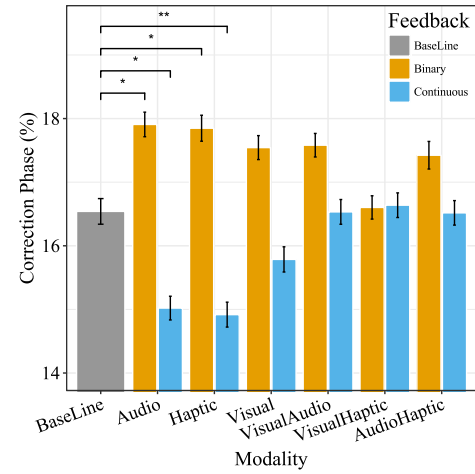 **
*
*
*
Feedback
BaseLine
Binary
Continuous
Correction Phase (%)
18
16
14
BaseLine
Audio
Haptic
Visual
VisualAudio
VisualHaptic
AudioHaptic
Modality